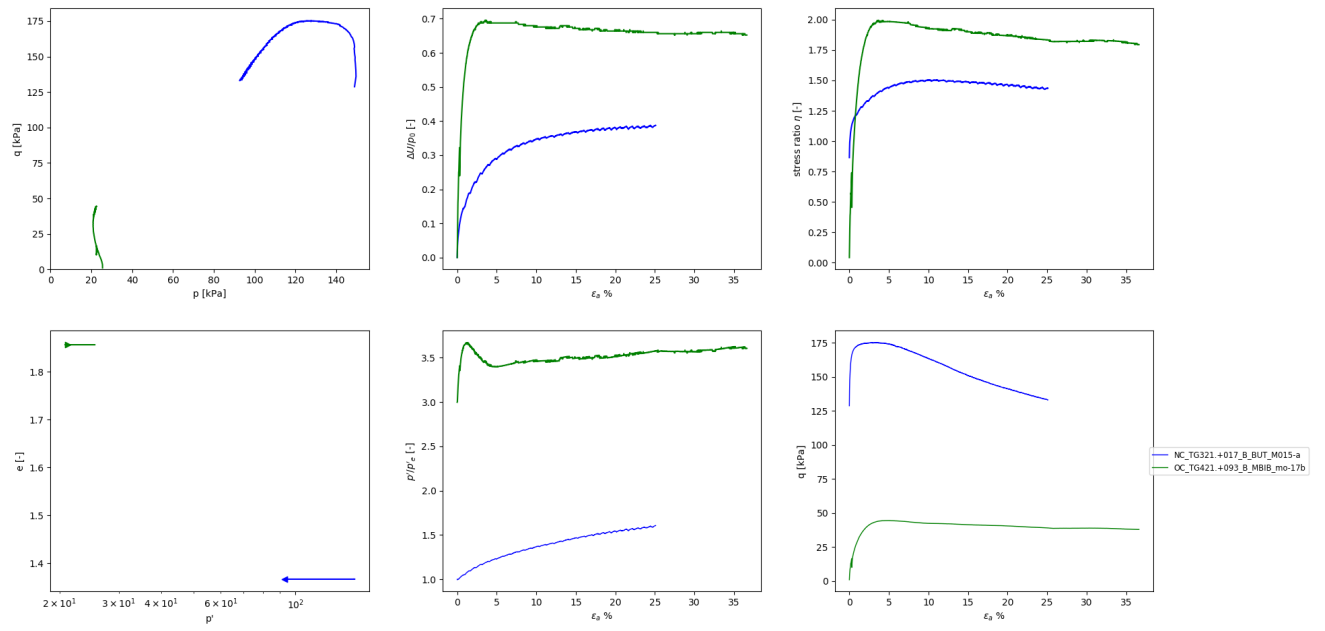 175
150
125
100
75
50
25
0
q [kPa]
0 20 40 60 80 100 120 140
p [kPa]
0.7
0.6
0.5
0.4
0.3
0.2
0.1
0.0
ΔU/p₀ [-]
0 5 10 15 20 25 30 35
εₐ %
2.00
1.75
1.50
1.25
1.00
0.75
0.50
0.25
0.00
stress ratio η [-]
0 5 10 15 20 25 30 35
εₐ %
1.8
1.7
1.6
1.5
1.4
e [-]
2 × 10¹ 3 × 10¹ 4 × 10¹ 6 × 10¹ 10²
p'
3.5
3.0
2.5
2.0
1.5
1.0
p'/p'ₑ [-]
0 5 10 15 20 25 30 35
εₐ %
175
150
125
100
75
50
25
0
q [kPa]
0 5 10 15 20 25 30 35
εₐ %
NC_TG321.+017_B_BUT_M015-a
OC_TG421.+093_B_MBIB_mo-17b